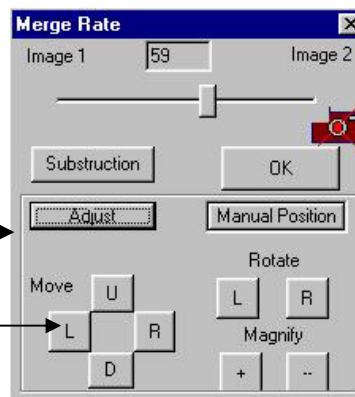 Merge Rate
Image 1 59 Image 2
Substruction OK
Adjust Manual Position
Rotate
Move U L R
L R Magnify
D + --